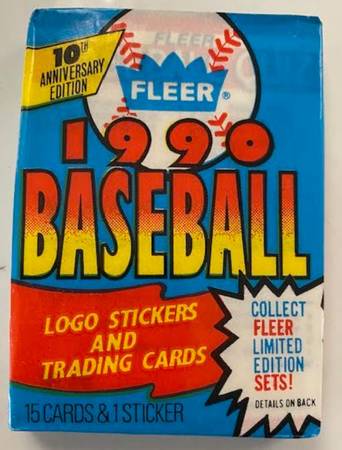 10TH
ANNIVERSARY
EDITION
FLEER
FLEER®
1990
BASEBALL
LOGO STICKERS
AND
TRADING CARDS
COLLECT
FLEER
LIMITED
EDITION
SETS!
DETAILS ON BACK
15 CARDS & 1 STICKER